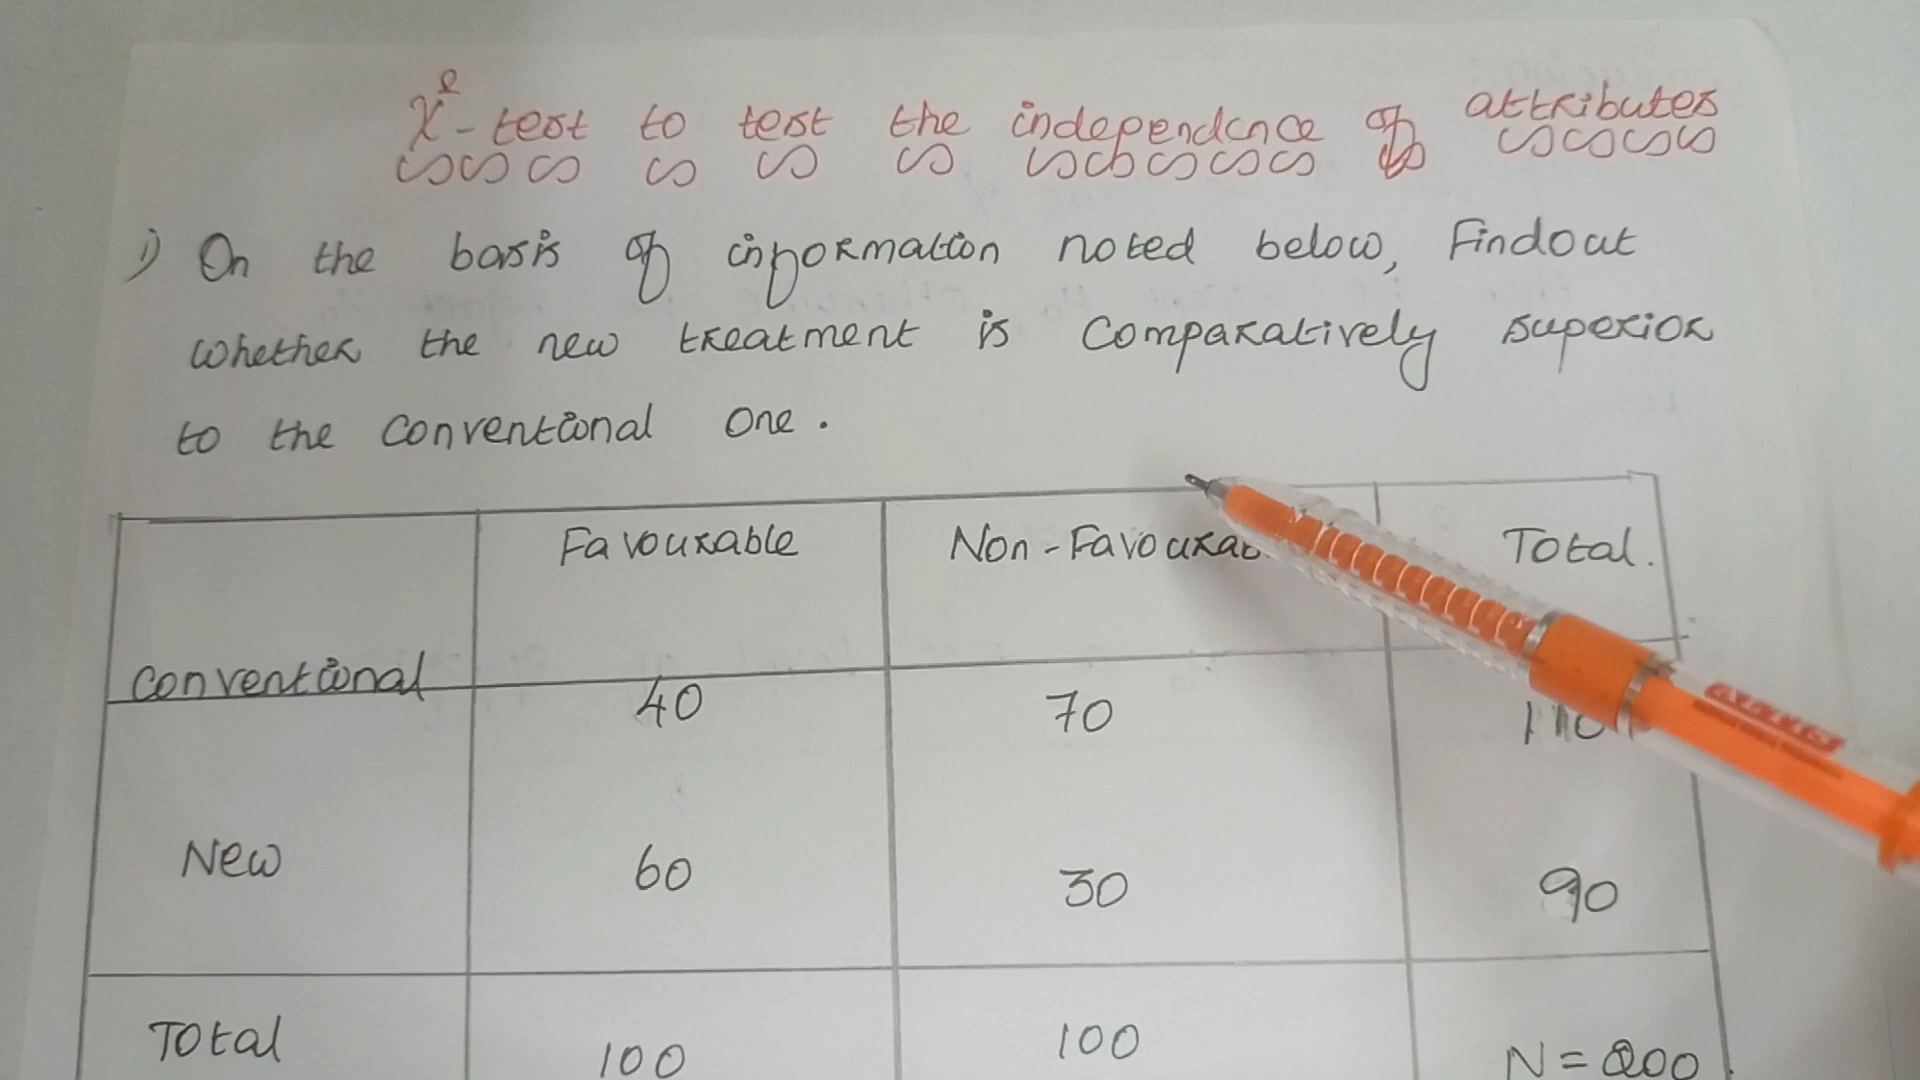 χ²-test to test the independence of attributes
1) On the basis of information noted below, Findout
whether the new treatment is Comparatively superior
to the conventional one.
Favourable Non-Favourab Total.
Conventional 40 70 110
New 60 30 90
Total 100 100 N = 200